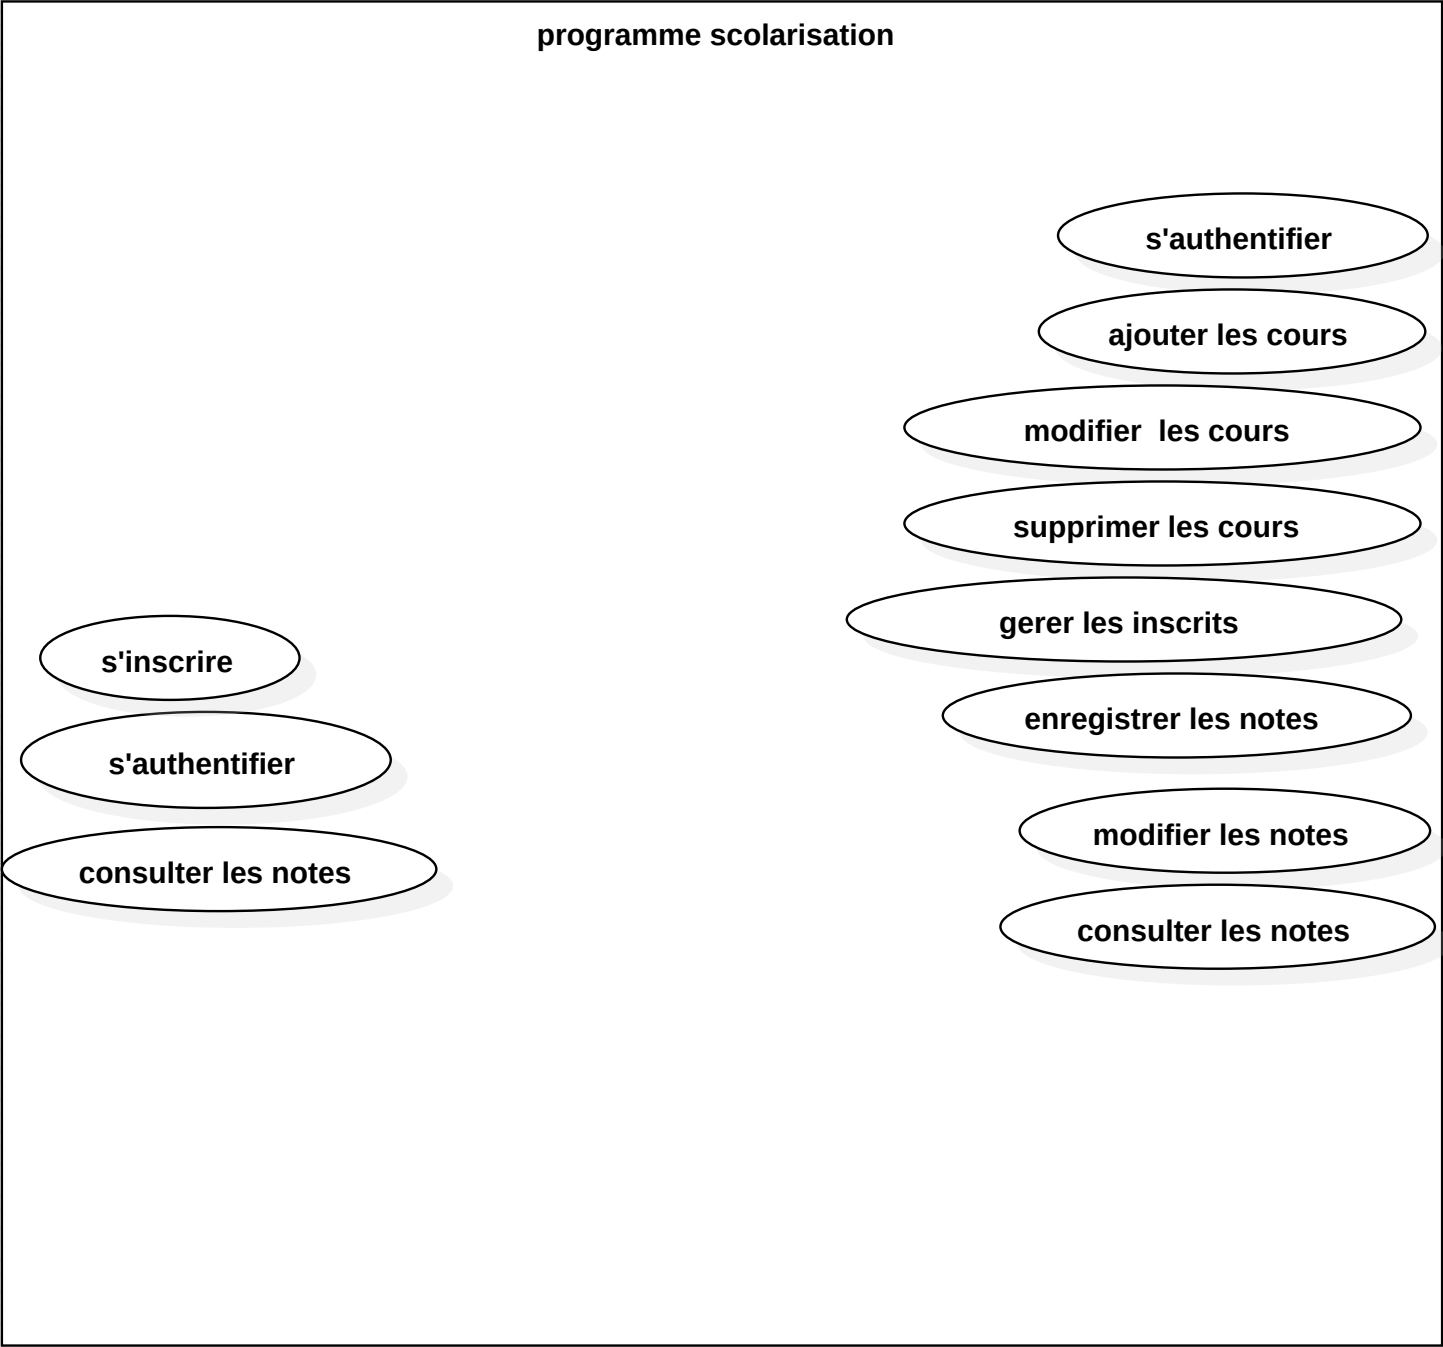 programme scolarisation
s'authentifier
ajouter les cours
modifier  les cours
supprimer les cours
gerer les inscrits
enregistrer les notes
modifier les notes
consulter les notes
s'inscrire
s'authentifier
consulter les notes